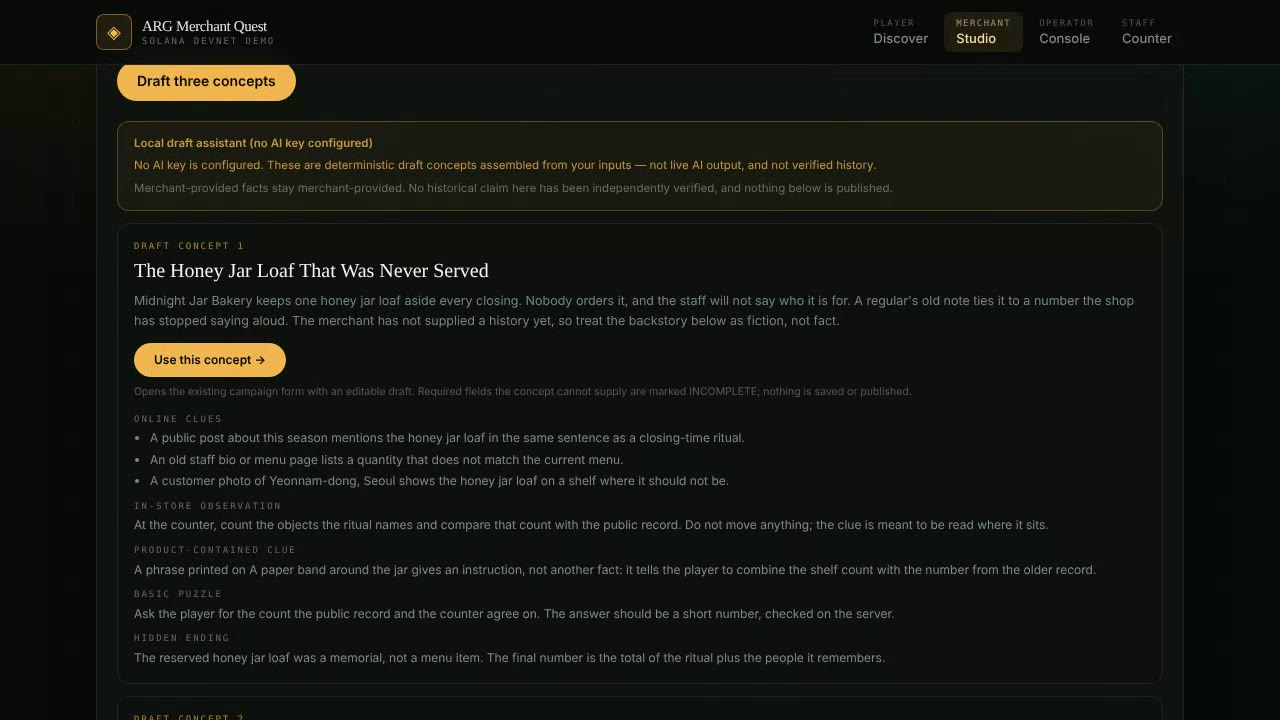 ◈
ARG Merchant Quest
SOLANA DEVNET DEMO
PLAYER
Discover
MERCHANT
Studio
OPERATOR
Console
STAFF
Counter
Draft three concepts
Local draft assistant (no AI key configured)
No AI key is configured. These are deterministic draft concepts assembled from your inputs — not live AI output, and not verified history.
Merchant-provided facts stay merchant-provided. No historical claim here has been independently verified, and nothing below is published.
DRAFT CONCEPT 1
The Honey Jar Loaf That Was Never Served
Midnight Jar Bakery keeps one honey jar loaf aside every closing. Nobody orders it, and the staff will not say who it is for. A regular's old note ties it to a number the shop
has stopped saying aloud. The merchant has not supplied a history yet, so treat the backstory below as fiction, not fact.
Use this concept →
Opens the existing campaign form with an editable draft. Required fields the concept cannot supply are marked INCOMPLETE; nothing is saved or published.
ONLINE CLUES
• A public post about this season mentions the honey jar loaf in the same sentence as a closing-time ritual.
• An old staff bio or menu page lists a quantity that does not match the current menu.
• A customer photo of Yeonnam-dong, Seoul shows the honey jar loaf on a shelf where it should not be.
IN-STORE OBSERVATION
At the counter, count the objects the ritual names and compare that count with the public record. Do not move anything; the clue is meant to be read where it sits.
PRODUCT-CONTAINED CLUE
A phrase printed on A paper band around the jar gives an instruction, not another fact: it tells the player to combine the shelf count with the number from the older record.
BASIC PUZZLE
Ask the player for the count the public record and the counter agree on. The answer should be a short number, checked on the server.
HIDDEN ENDING
The reserved honey jar loaf was a memorial, not a menu item. The final number is the total of the ritual plus the people it remembers.
DRAFT CONCEPT 2